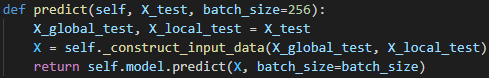 def predict(self, X_test, batch_size=256):
    X_global_test, X_local_test = X_test
    X = self._construct_input_data(X_global_test, X_local_test)
    return self.model.predict(X, batch_size=batch_size)